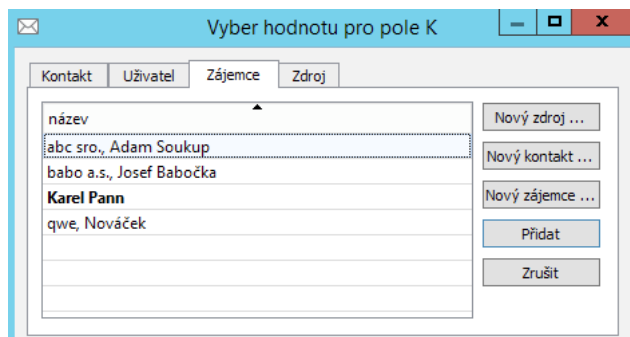 Vyber hodnotu pro pole K
Kontakt Uživatel Zájemce Zdroj
název
abc sro., Adam Soukup
babo a.s., Josef Babočka
Karel Pann
qwe, Nováček
Nový zdroj ...
Nový kontakt ...
Nový zájemce ...
Přidat
Zrušit